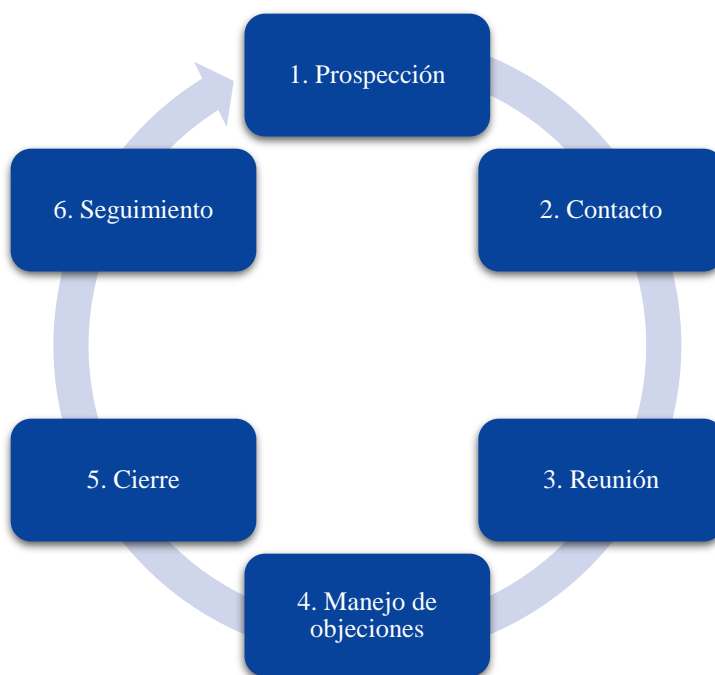 1. Prospección
2. Contacto
3. Reunión
4. Manejo de
objeciones
5. Cierre
6. Seguimiento